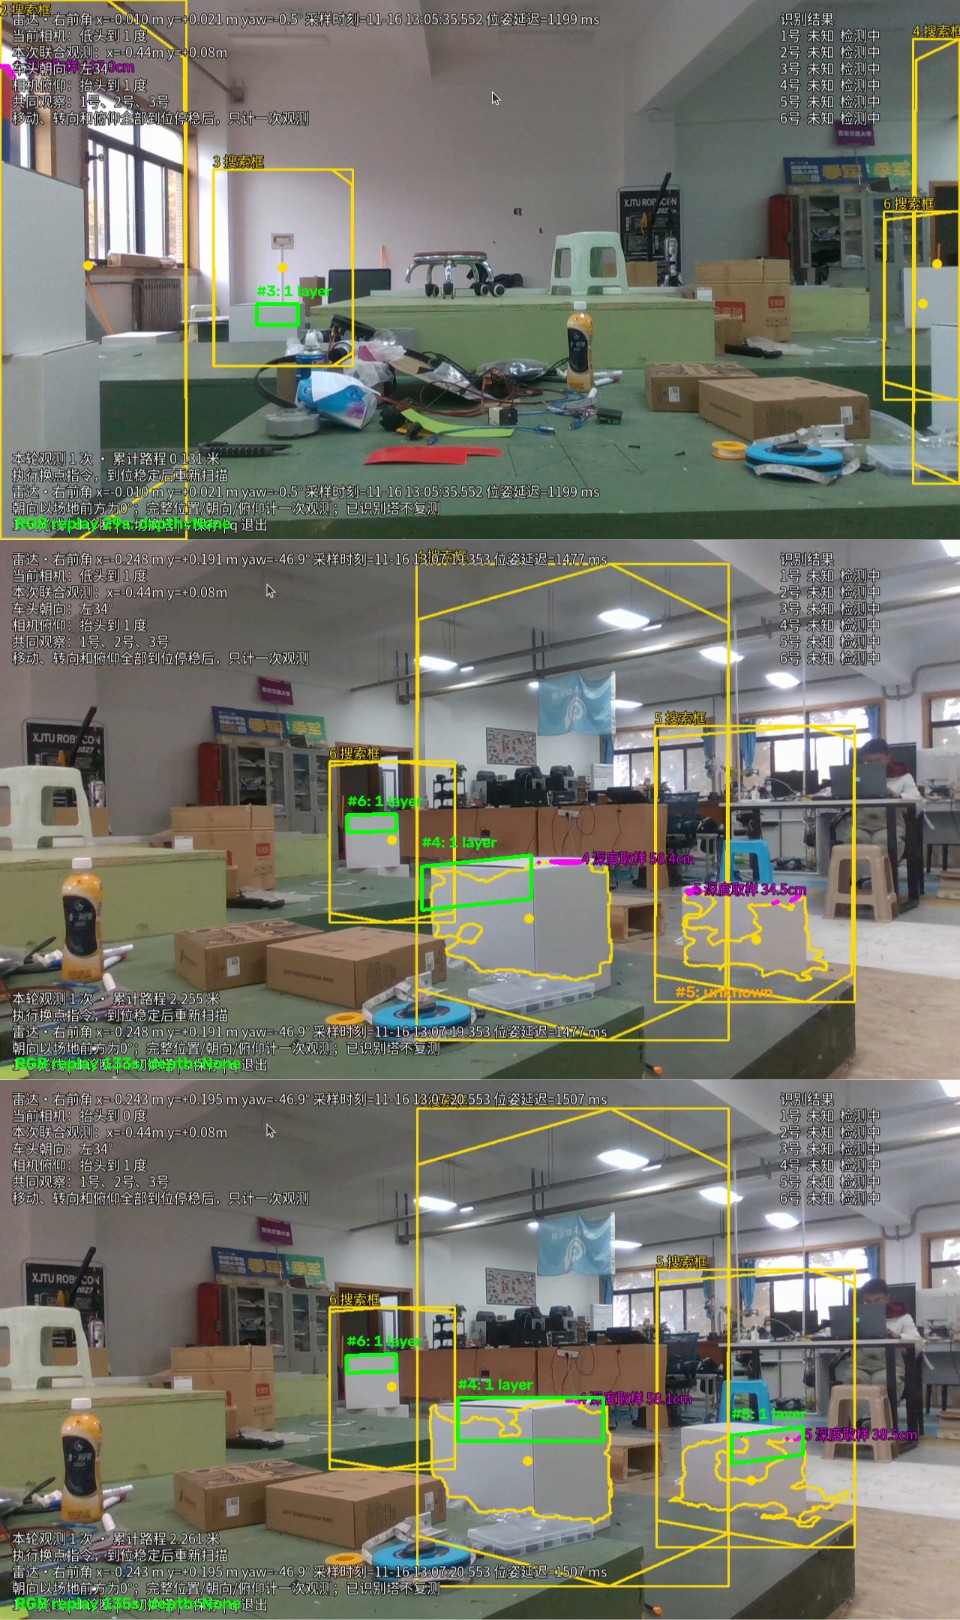 2 搜索框
雷达·右前角 x=-0.010 m y=+0.021 m yaw=-0.5° 采样时刻=11-16 13:05:35.552 位姿延迟=1199 ms
当前相机：低头到 1 度
本次联合观测：x=-0.44m y=+0.08m
车头朝向：左34°
相机俯仰：抬头到 1 度
共同观察：1号、2号、3号
移动、转向和俯仰全部到位停稳后，只计一次观测
识别结果
1号 未知 检测中
2号 未知 检测中
3号 未知 检测中
4号 未知 检测中
5号 未知 检测中
6号 未知 检测中
4 搜索框
3 搜索框
6 搜索框
#3: 1 layer
XJTU ROBOCON
2027
季军
季军
本轮观测 1 次 · 累计路程 0.131 米
执行换点指令，到位稳定后重新扫描
雷达·右前角 x=-0.010 m y=+0.021 m yaw=-0.5° 采样时刻=11-16 13:05:35.552 位姿延迟=1199 ms
朝向以场地前方为0°；完整位置/朝向/俯仰计一次观测；已识别塔不复测
RGB replay 29s; depth=None
q 退出
雷达·右前角 x=-0.248 m y=+0.191 m yaw=-46.9° 采样时刻=11-16 13:07:19.353 位姿延迟=1477 ms
当前相机：低头到 1 度
本次联合观测：x=-0.44m y=+0.08m
车头朝向：左34°
相机俯仰：抬头到 1 度
共同观察：1号、2号、3号
移动、转向和俯仰全部到位停稳后，只计一次观测
识别结果
1号 未知 检测中
2号 未知 检测中
3号 未知 检测中
4号 未知 检测中
5号 未知 检测中
6号 未知 检测中
XJTU ROBOCON
2027
季军
5 搜索框
6 搜索框
#6: 1 layer
#4: 1 layer
4 深度取样 58.4cm
5 深度取样 34.5cm
#5: unknown
本轮观测 1 次 · 累计路程 2.255 米
执行换点指令，到位稳定后重新扫描
雷达·右前角 x=-0.248 m y=+0.191 m yaw=-46.9° 采样时刻=11-16 13:07:19.353 位姿延迟=1477 ms
朝向以场地前方为0°；完整位置/朝向/俯仰计一次观测；已识别塔不复测
RGB replay 133s; depth=None
q 退出
雷达·右前角 x=-0.243 m y=+0.195 m yaw=-46.9° 采样时刻=11-16 13:07:20.553 位姿延迟=1507 ms
当前相机：抬头到 0 度
本次联合观测：x=-0.44m y=+0.08m
车头朝向：左34°
相机俯仰：抬头到 1 度
共同观察：1号、2号、3号
移动、转向和俯仰全部到位停稳后，只计一次观测
识别结果
1号 未知 检测中
2号 未知 检测中
3号 未知 检测中
4号 未知 检测中
5号 未知 检测中
6号 未知 检测中
XJTU ROBOCON
季军
5 搜索框
6 搜索框
#6: 1 layer
#4: 1 layer
4 深度取样 58.1cm
#5: 1 layer
5 深度取样 38.5cm
本轮观测 1 次 · 累计路程 2.261 米
执行换点指令，到位稳定后重新扫描
雷达·右前角 x=-0.243 m y=+0.195 m yaw=-46.9° 采样时刻=11-16 13:07:20.553 位姿延迟=1507 ms
朝向以场地前方为0°；完整位置/朝向/俯仰计一次观测；已识别塔不复测
RGB replay 135s; depth=None
q 退出